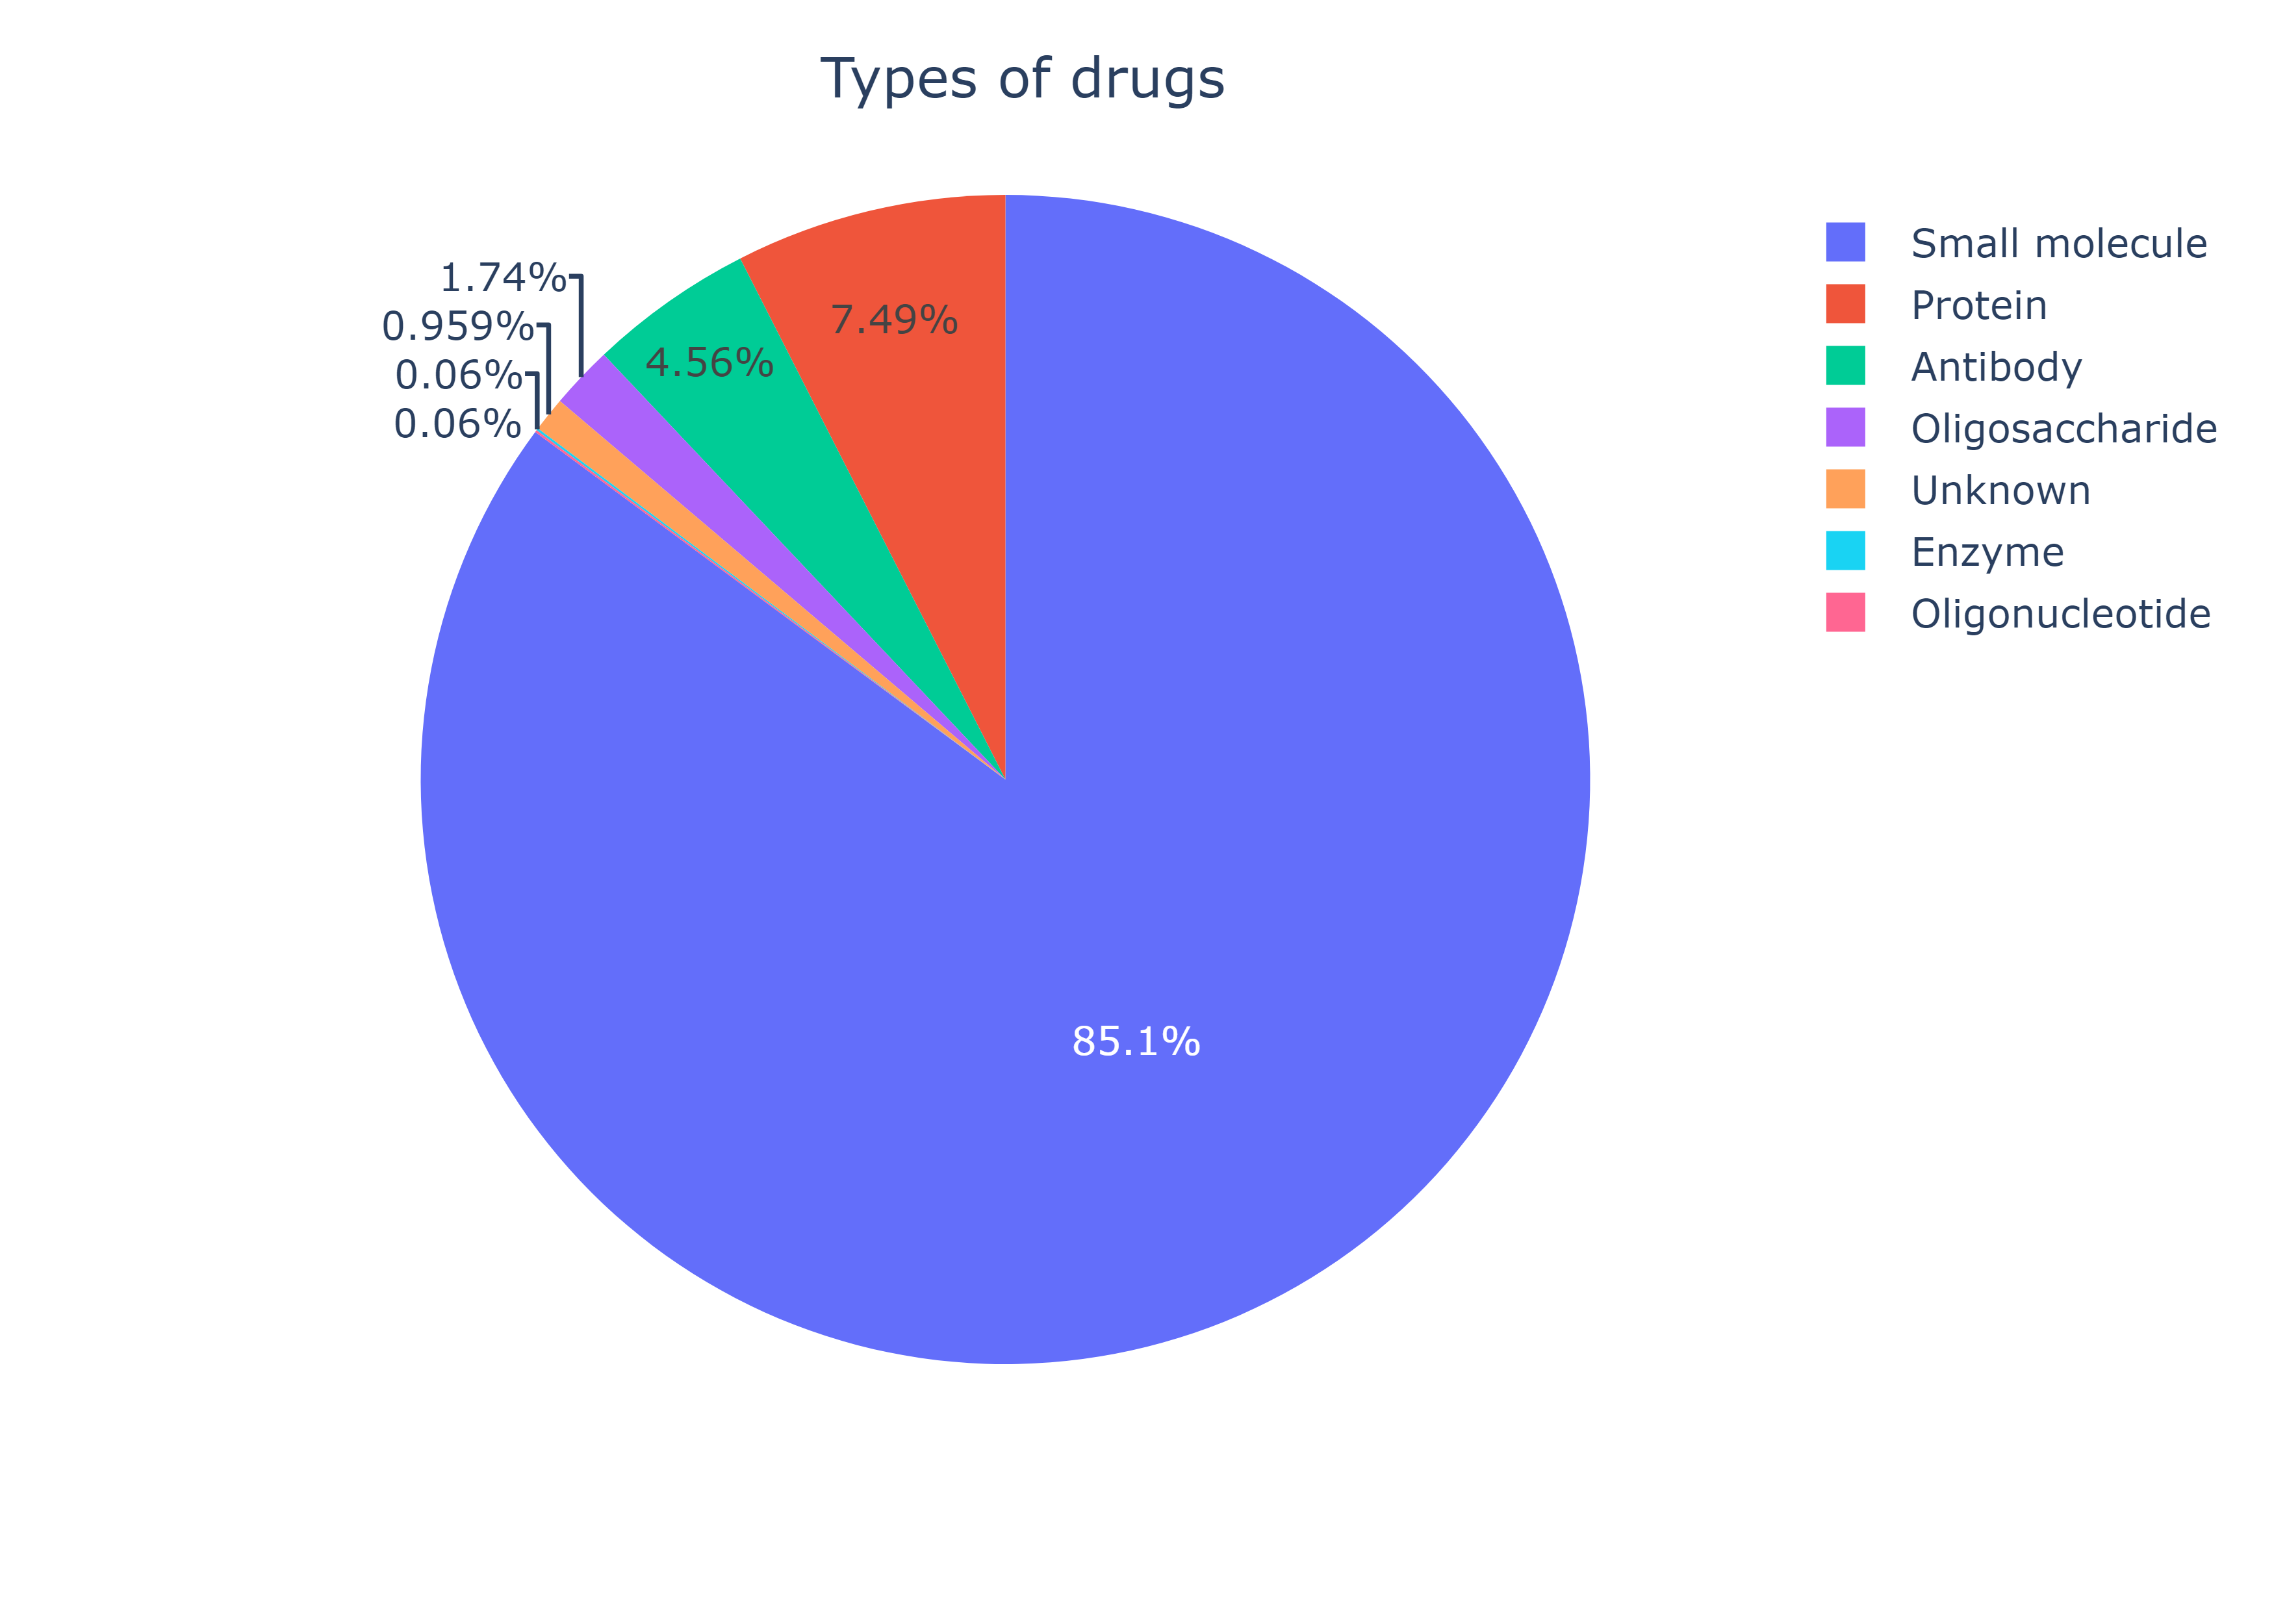 Types of drugs
1.74%
0.959%
0.06%
0.06%
4.56%
7.49%
85.1%
Small molecule
Protein
Antibody
Oligosaccharide
Unknown
Enzyme
Oligonucleotide